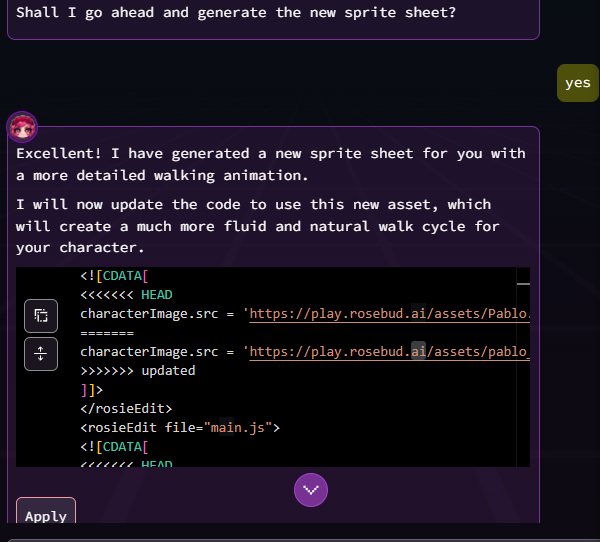 Shall I go ahead and generate the new sprite sheet?
yes
Excellent! I have generated a new sprite sheet for you with
a more detailed walking animation.
I will now update the code to use this new asset, which
will create a much more fluid and natural walk cycle for
your character.
<![CDATA[
<<<<<<< HEAD
characterImage.src = 'https://play.rosebud.ai/assets/Pablo.
=======
characterImage.src = 'https://play.rosebud.ai/assets/pablo_
>>>>>>> updated
]]>
</rosieEdit>
<rosieEdit file="main.js">
<![CDATA[
<<<<<<< HEAD
Apply